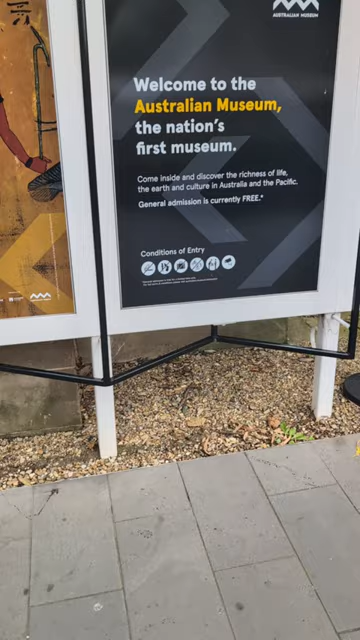 AUSTRALIAN MUSEUM
Welcome to the
Australian Museum,
the nation's
first museum.
Come inside and discover the richness of life,
the earth and culture in Australia and the Pacific.
General admission is currently FREE.*
Conditions of Entry